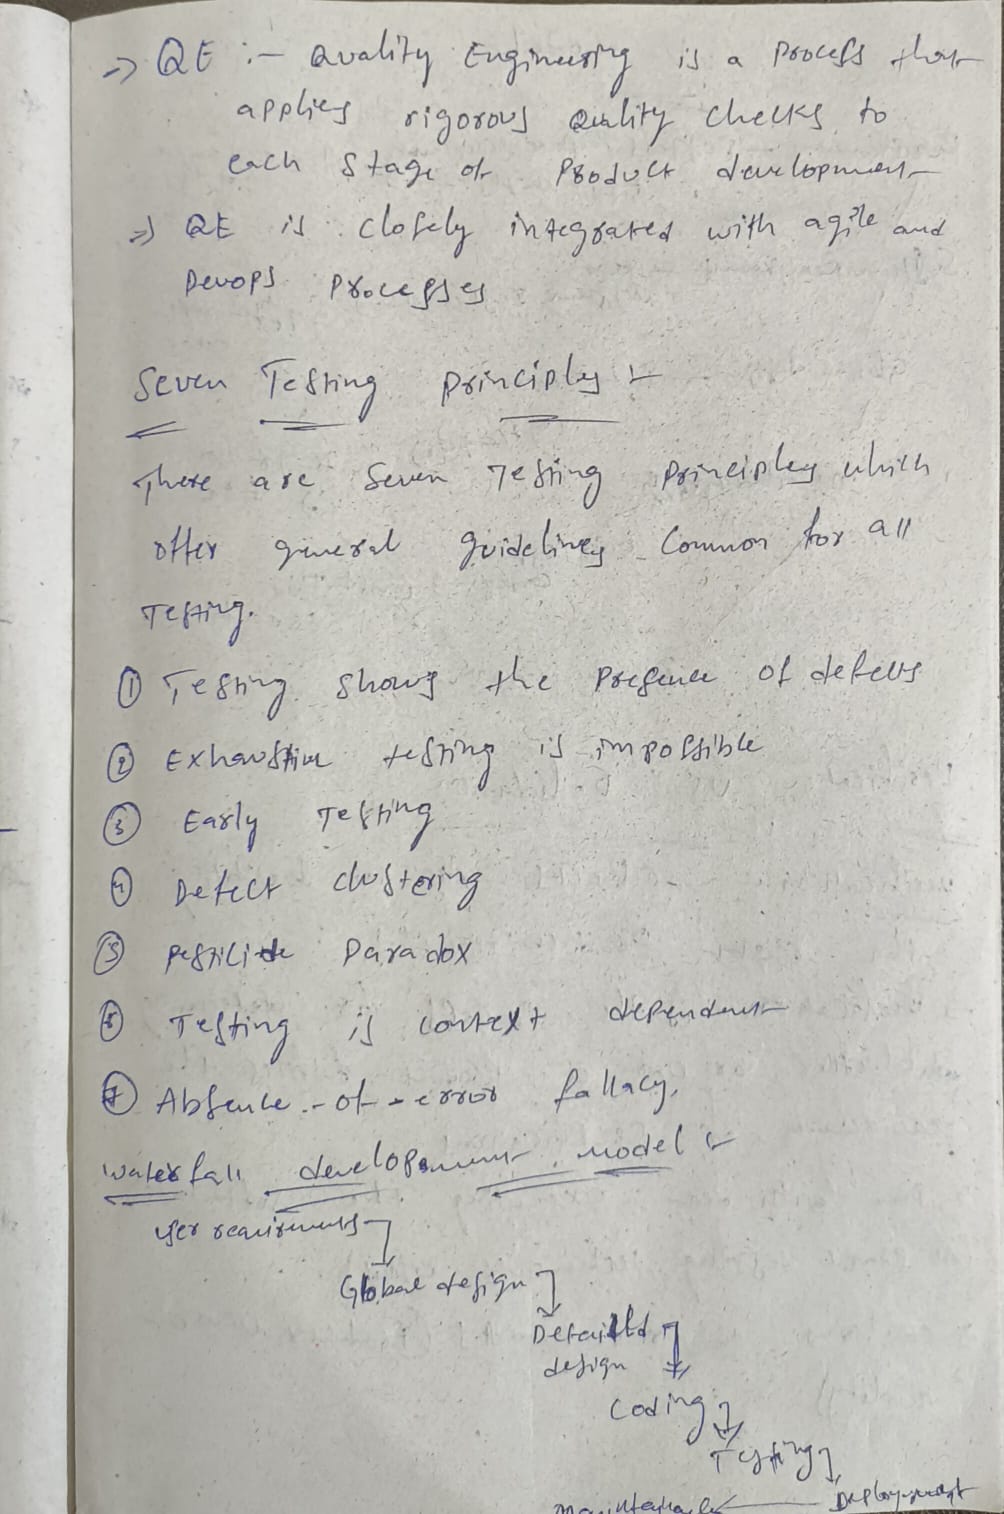 => QE :- Quality Engineering is a process that
applies rigorous quality checks to
each stage of product development
=> QE is closely integrated with agile and
Devops processes
Seven Testing principles :-
There are seven Testing principles which
offer general guidelines common for all
Testing.
① Testing shows the presence of defects
② Exhaustive testing is impossible
③ Early Testing
④ Defect clustering
⑤ pesticide paradox
⑥ Testing is context dependent
⑦ Absence-of-error fallacy.
waterfall development model :-
user requirements
Global design
Detailed
design
Coding
Testing
Maintenance ← Deployment